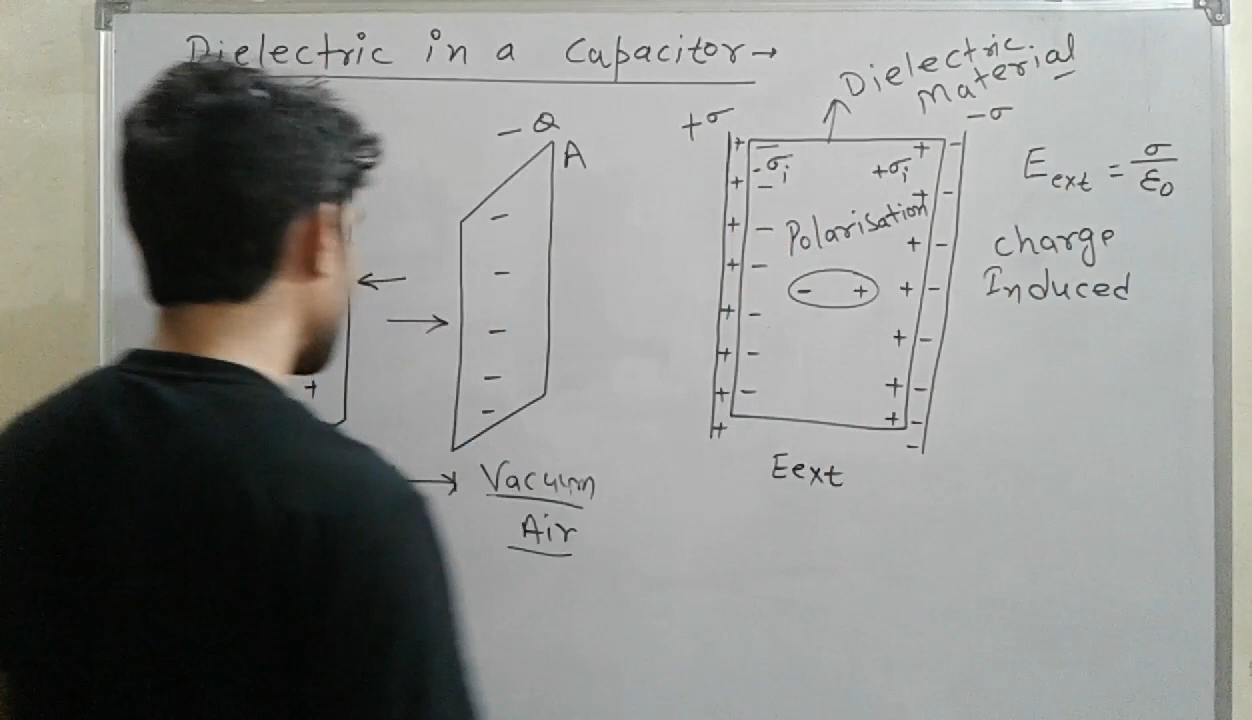 Dielectric in a Capacitor→
-Q
A
+
→ Vacuum
Air
Dielectric
Material
+σ
-σ
-σi
+σi
Polarisation
- +
Eext
Eext = σ/ε0
Charge
Induced